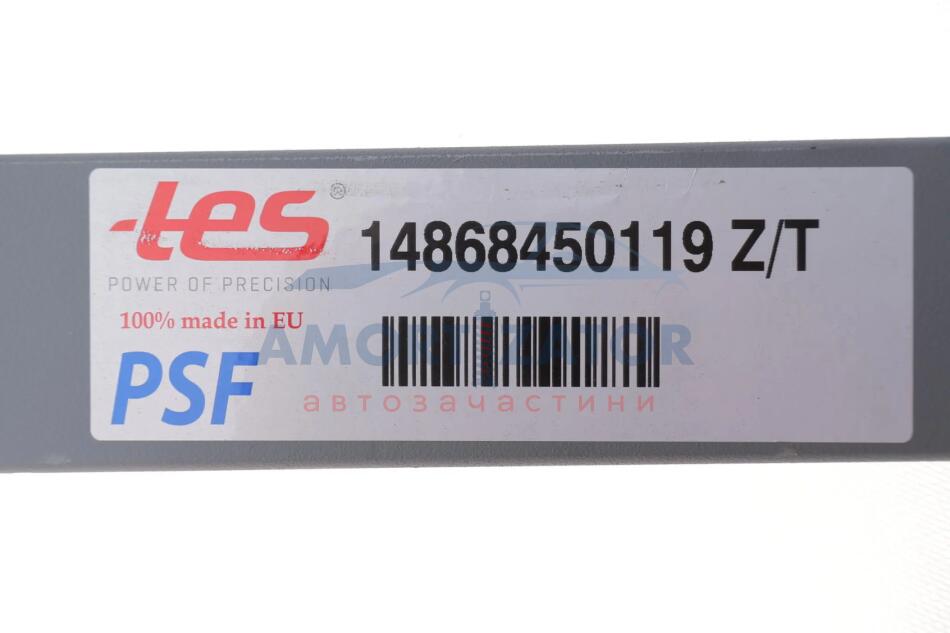 tes®
14868450119 Z/T
POWER OF PRECISION
100% made in EU
AMORTIZATOR
PSF
автозачастини